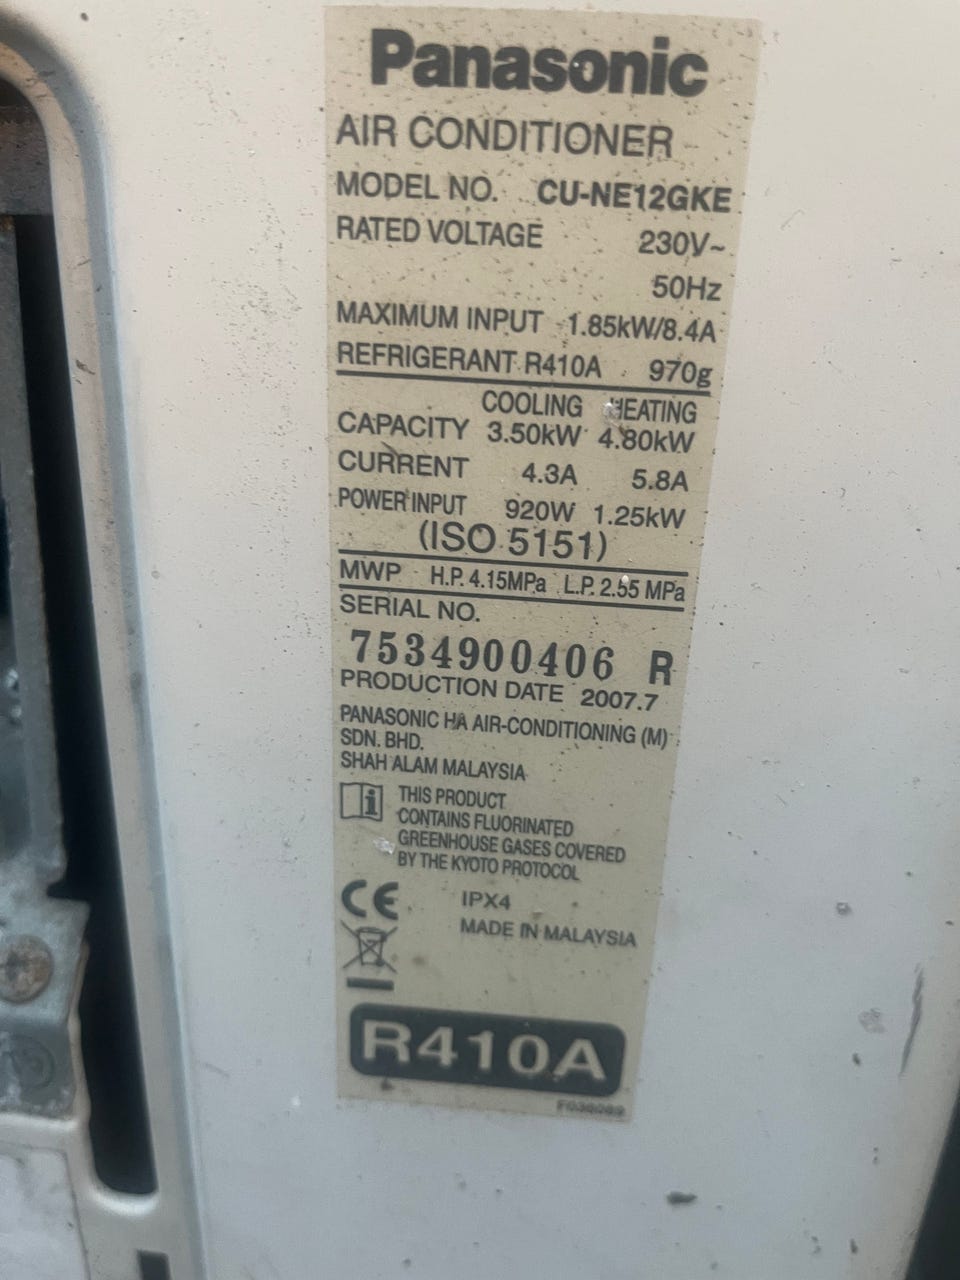 Panasonic
AIR CONDITIONER
MODEL NO. CU-NE12GKE
RATED VOLTAGE 230V~
50Hz
MAXIMUM INPUT 1.85kW/8.4A
REFRIGERANT R410A 970g
COOLING HEATING
CAPACITY 3.50kW 4.80kW
CURRENT 4.3A 5.8A
POWER INPUT 920W 1.25kW
(ISO 5151)
MWP H.P. 4.15MPa L.P. 2.55 MPa
SERIAL NO.
7534900406 R
PRODUCTION DATE 2007.7
PANASONIC HA AIR-CONDITIONING (M)
SDN. BHD.
SHAH ALAM MALAYSIA
i THIS PRODUCT
CONTAINS FLUORINATED
GREENHOUSE GASES COVERED
BY THE KYOTO PROTOCOL
CE IPX4
MADE IN MALAYSIA
R410A